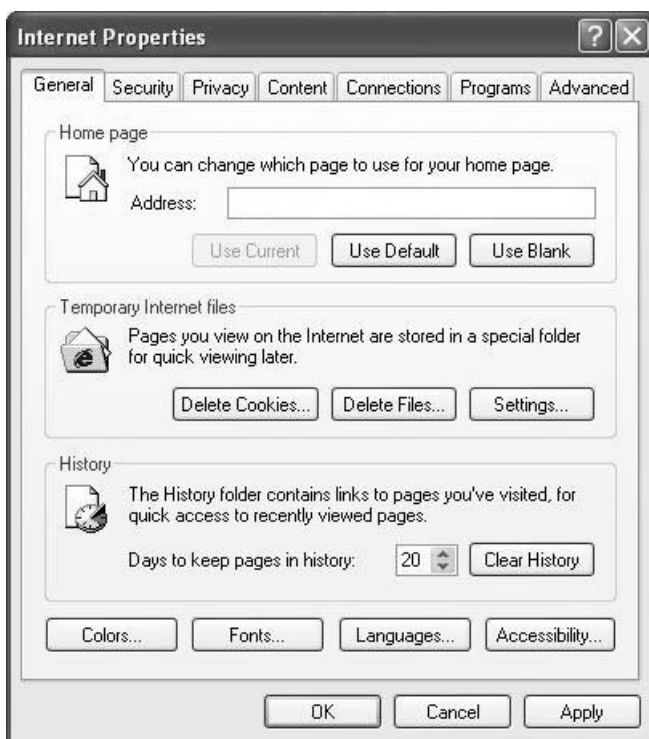 Internet Properties
General Security Privacy Content Connections Programs Advanced
Home page
You can change which page to use for your home page.
Address:
Use Current Use Default Use Blank
Temporary Internet files
Pages you view on the Internet are stored in a special folder
for quick viewing later.
Delete Cookies... Delete Files... Settings...
History
The History folder contains links to pages you've visited, for
quick access to recently viewed pages.
Days to keep pages in history: 20 Clear History
Colors... Fonts... Languages... Accessibility...
OK Cancel Apply